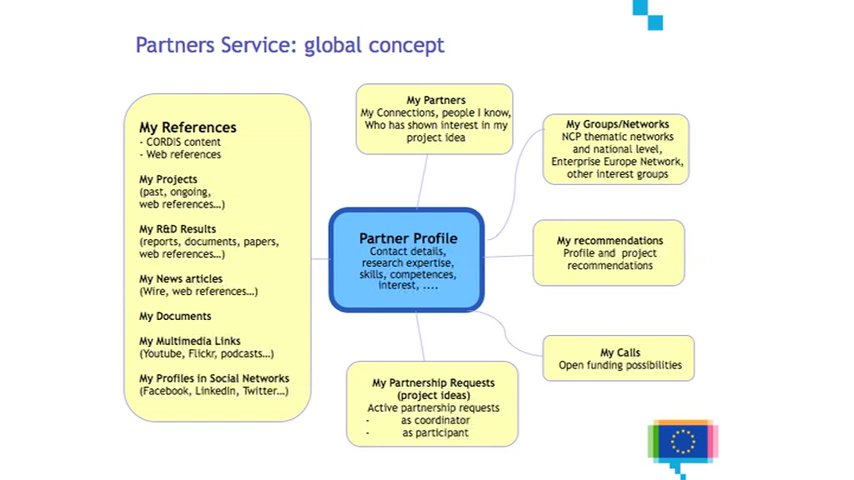 Partners Service: global concept
My References
- CORDIS content
- Web references
My Projects
(past, ongoing,
web references...)
My R&D Results
(reports, documents, papers,
web references...)
My News articles
(Wire, web references...)
My Documents
My Multimedia Links
(Youtube, Flickr, podcasts...)
My Profiles in Social Networks
(Facebook, LinkedIn, Twitter...)
My Partners
My Connections, people I know,
Who has shown interest in my
project idea
My Groups/Networks
NCP thematic networks
and national level,
Enterprise Europe Network,
other interest groups
Partner Profile
Contact details,
research expertise,
skills, competences,
interest, ....
My recommendations
Profile and project
recommendations
My Calls
Open funding possibilities
My Partnership Requests
(project ideas)
Active partnership requests
- as coordinator
- as participant